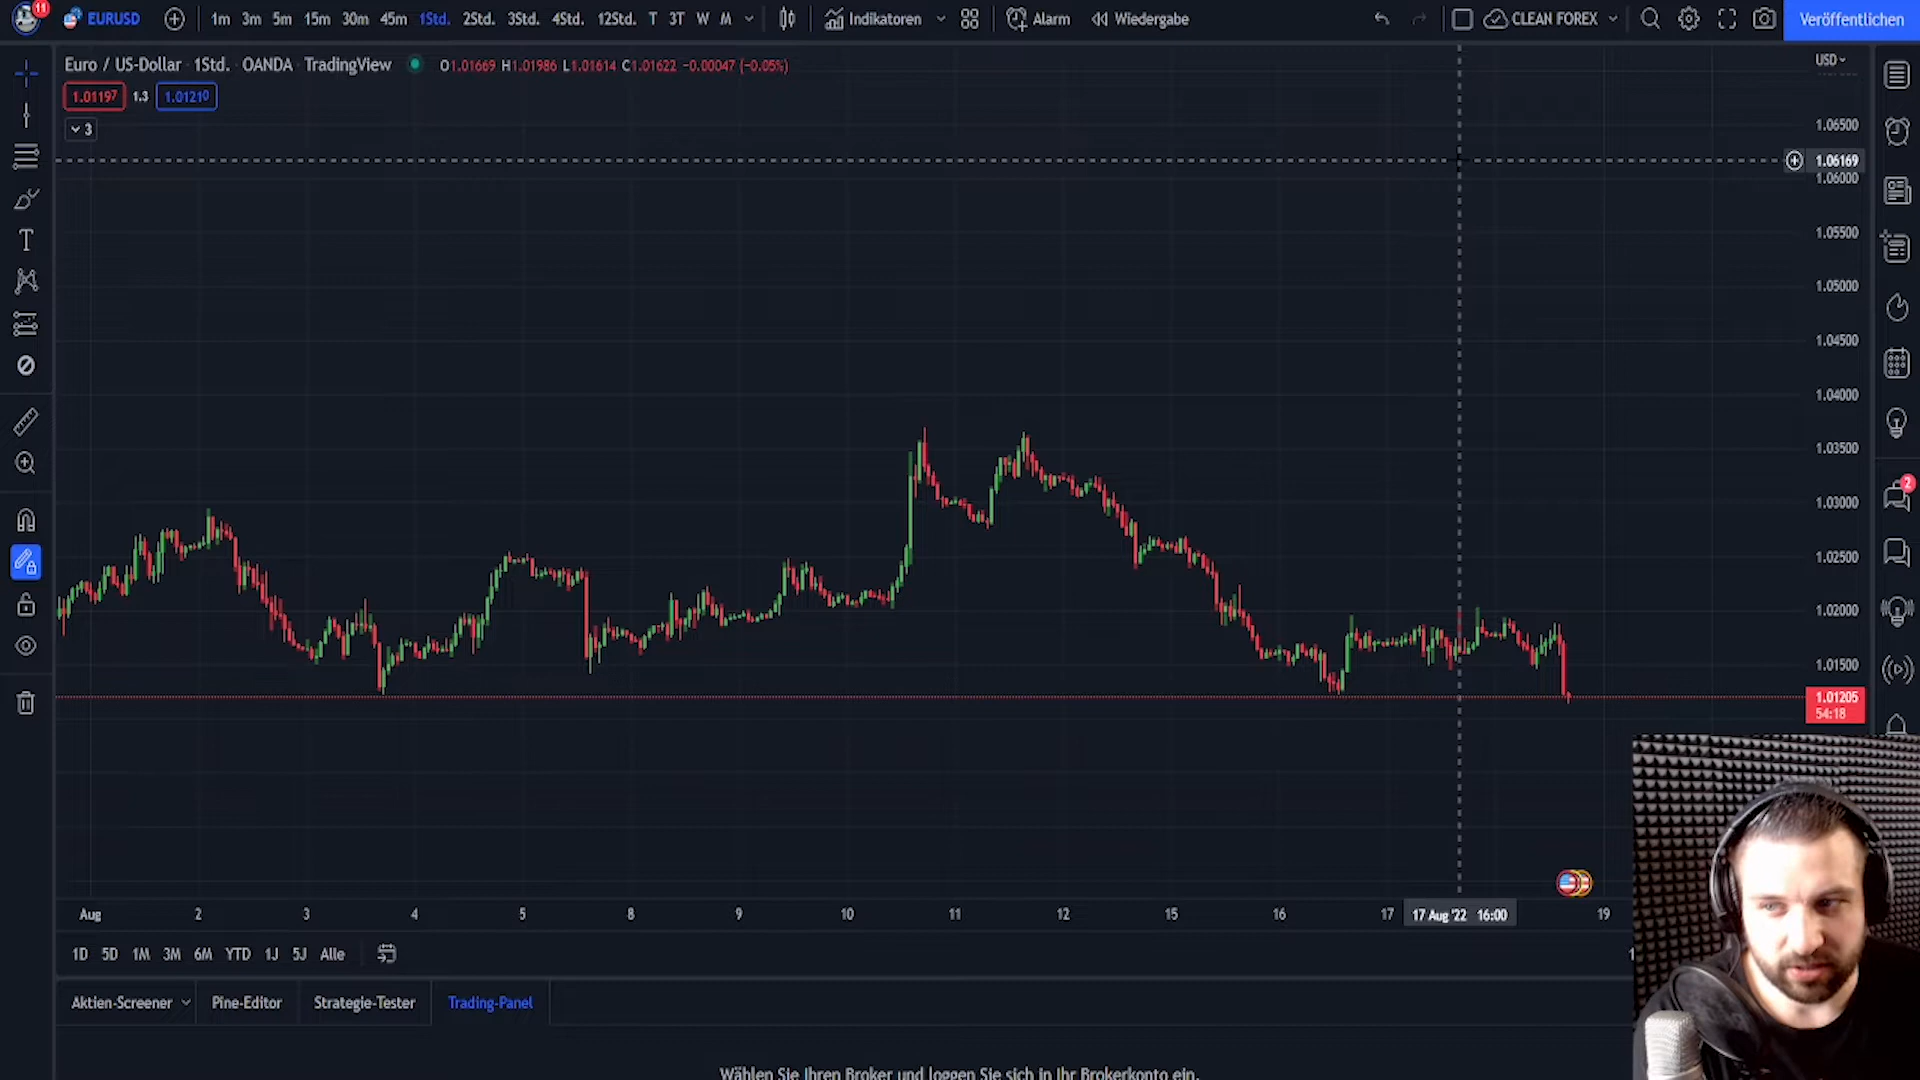 11 EURUSD 1m 3m 5m 15m 30m 45m 1Std. 2Std. 3Std. 4Std. 12Std. T 3T W M Indikatoren Alarm Wiedergabe CLEAN FOREX Veröffentlichen
Euro / US-Dollar · 1Std. · OANDA · TradingView O1.01669 H1.01986 L1.01614 C1.01622 −0.00047 (−0.05%)
USD
1.01197 1.3 1.01210
3
1.06500
1.06169
1.06000
1.05500
1.05000
1.04500
1.04000
1.03500
2
1.03000
1.02500
1.02000
1.01500
1.01205
54:18
Aug 2 3 4 5 8 9 10 11 12 15 16 17 17 Aug '22 16:00 19
1D 5D 1M 3M 6M YTD 1J 5J Alle
Aktien-Screener Pine-Editor Strategie-Tester Trading-Panel
Wählen Sie Ihren Broker und loggen Sie sich in Ihr Brokerkonto ein.